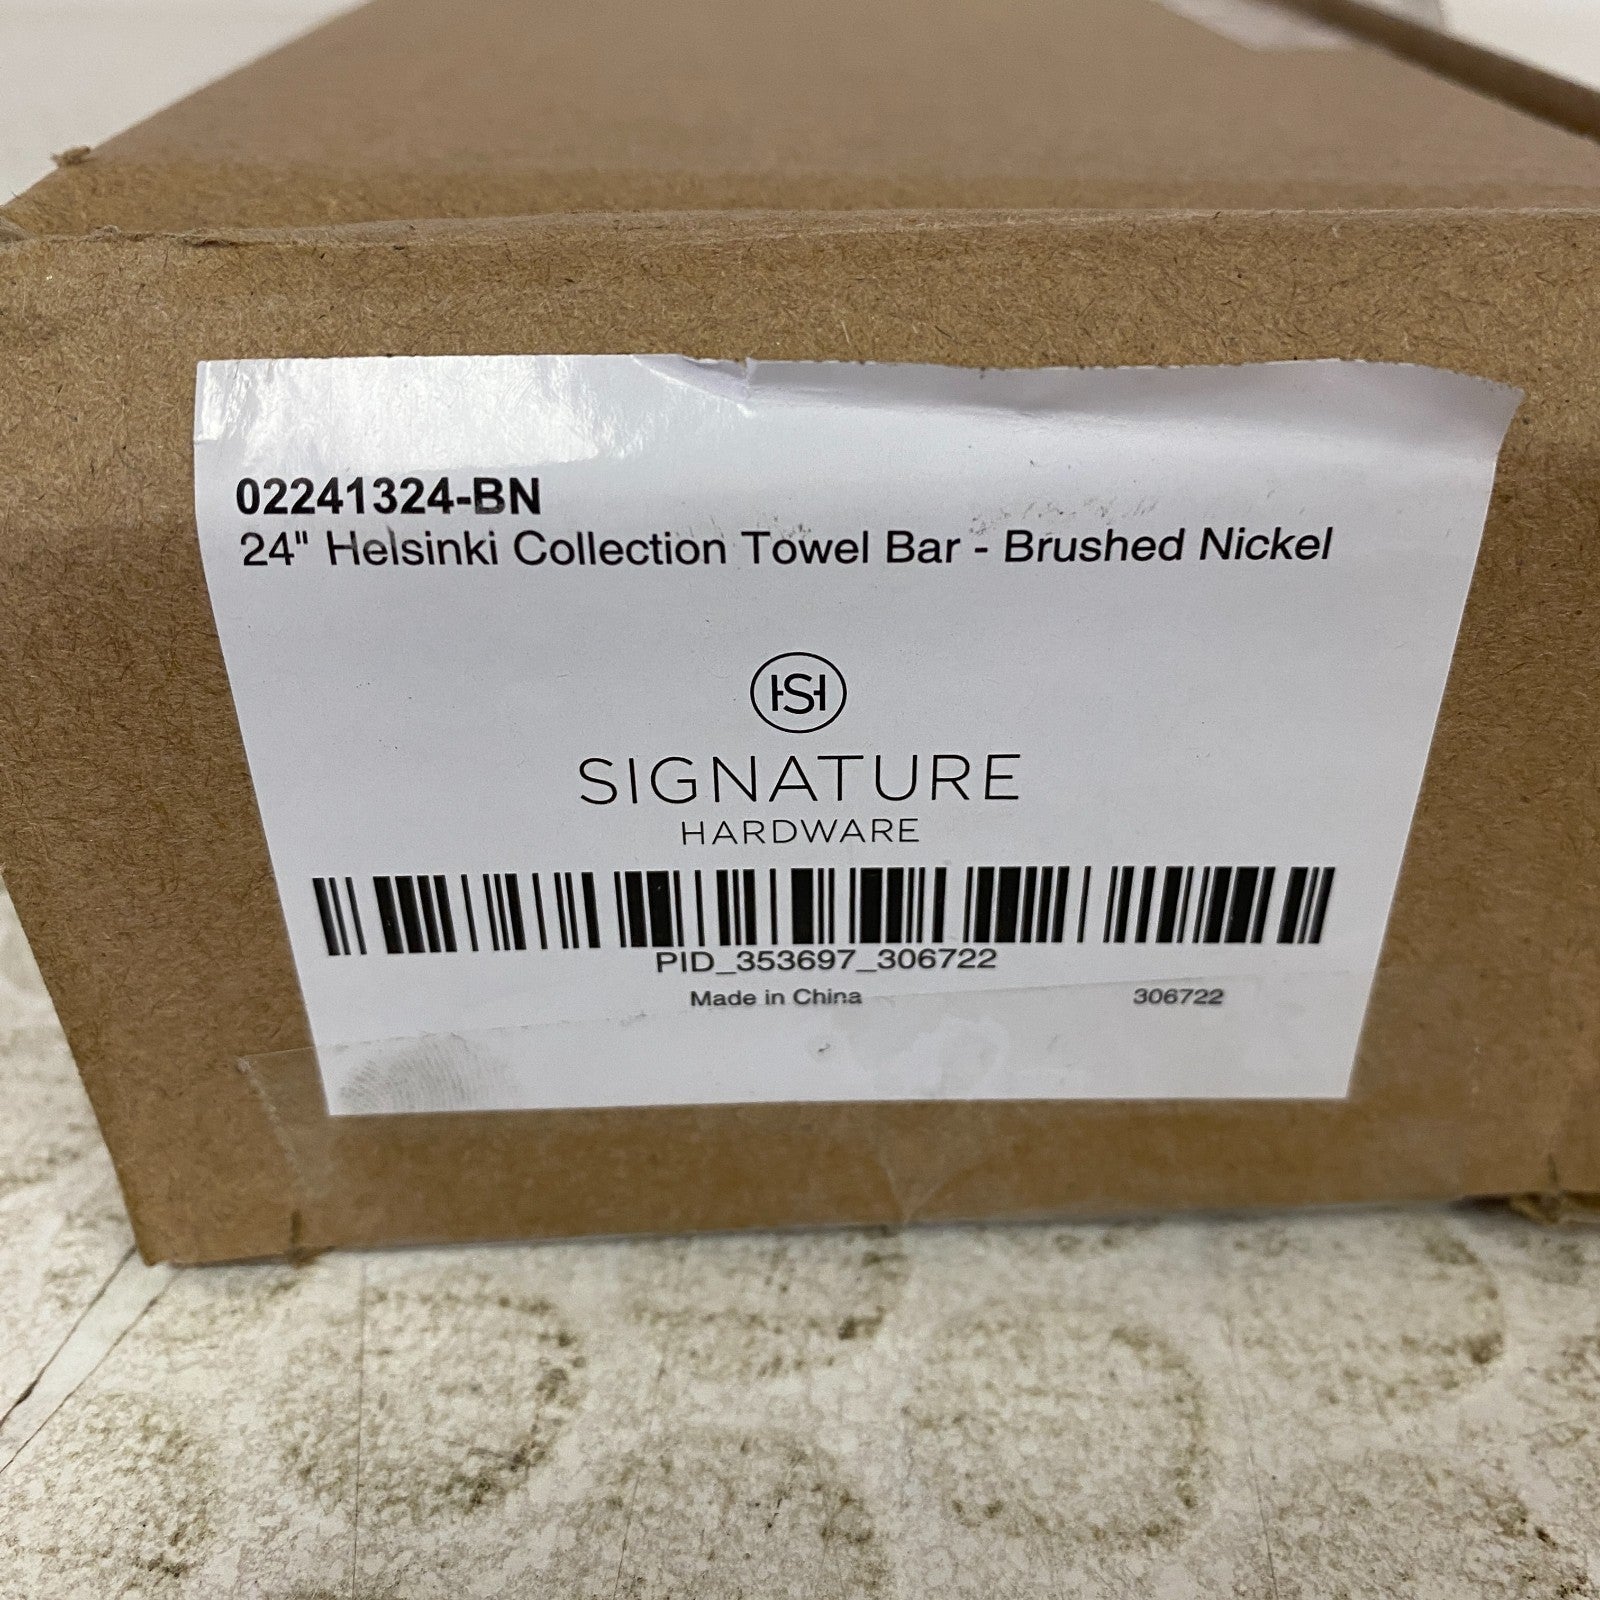 02241324-BN
24" Helsinki Collection Towel Bar - Brushed Nickel
HSH
SIGNATURE
HARDWARE
PID_353697_306722
Made in China 306722